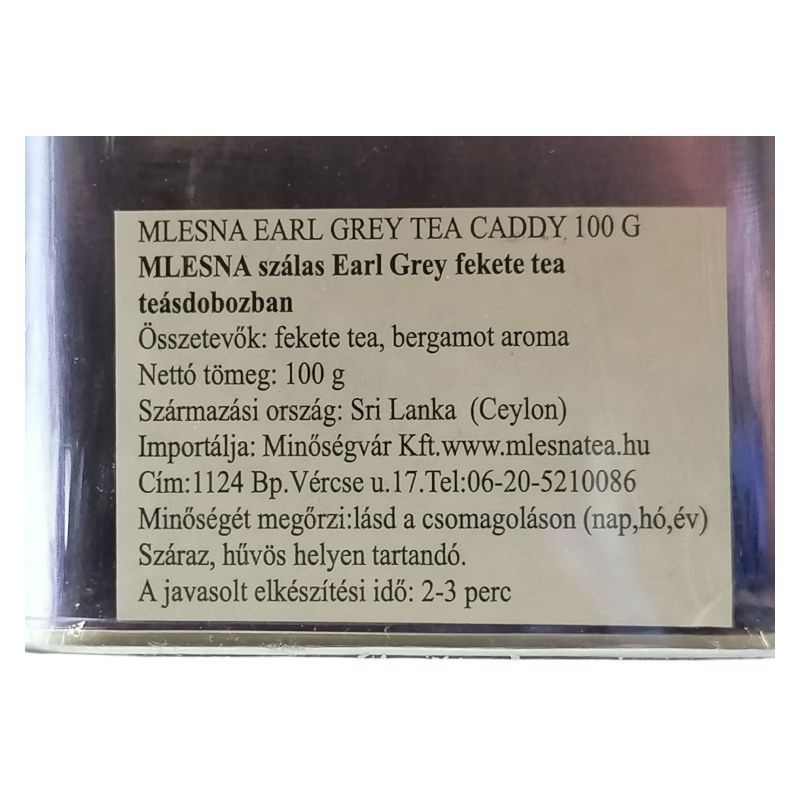 MLESNA EARL GREY TEA CADDY 100 G
MLESNA szálas Earl Grey fekete tea
teásdobozban
Összetevők: fekete tea, bergamot aroma
Nettó tömeg: 100 g
Származási ország: Sri Lanka (Ceylon)
Importálja: Minőségvár Kft.www.mlesnatea.hu
Cím:1124 Bp.Vércse u.17.Tel:06-20-5210086
Minőségét megőrzi:lásd a csomagoláson (nap,hó,év)
Száraz, hűvös helyen tartandó.
A javasolt elkészítési idő: 2-3 perc